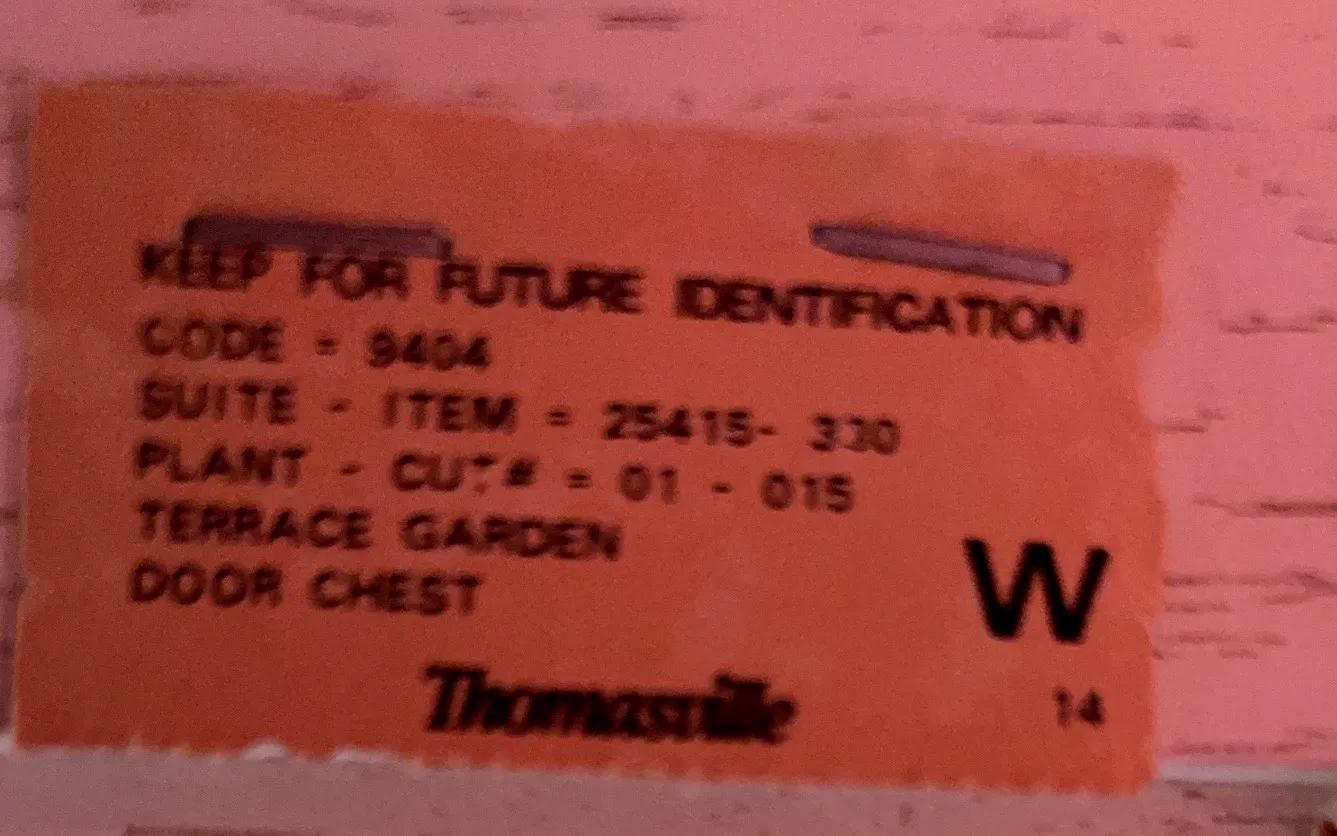 KEEP FOR FUTURE IDENTIFICATION
CODE = 9404
SUITE - ITEM = 25415- 330
PLANT - CUT# = 01 - 015
TERRACE GARDEN
DOOR CHEST
W
Thomasville
14